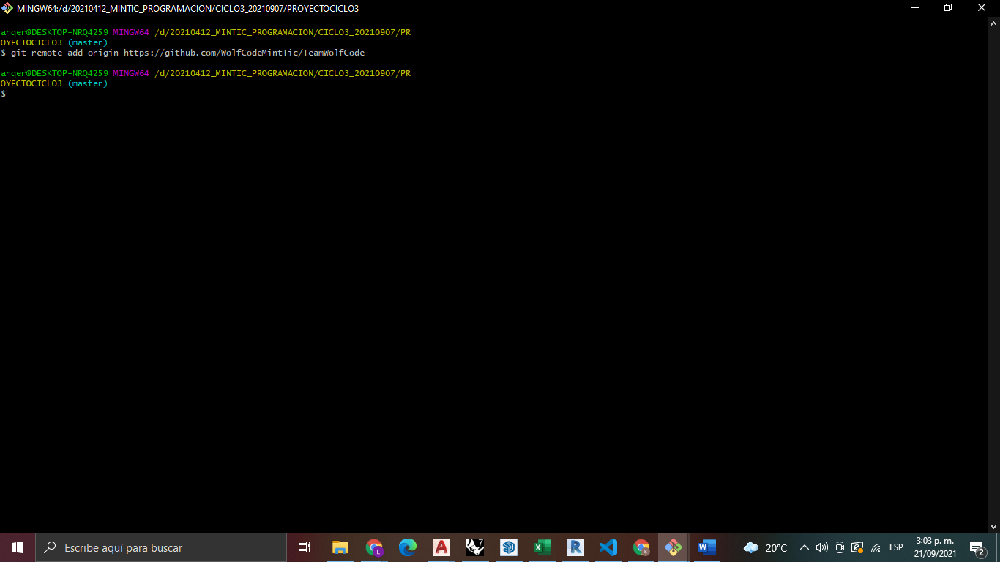 MINGW64:/d/20210412_MINTIC_PROGRAMACION/CICLO3_20210907/PROYECTOCICLO3
arqer@DESKTOP-NRQ4259 MINGW64 /d/20210412_MINTIC_PROGRAMACION/CICLO3_20210907/PR
OYECTOCICLO3 (master)
$ git remote add origin https://github.com/WolfCodeMintTic/TeamWolfCode
arqer@DESKTOP-NRQ4259 MINGW64 /d/20210412_MINTIC_PROGRAMACION/CICLO3_20210907/PR
OYECTOCICLO3 (master)
$
Escribe aquí para buscar
L
A
X
R
S
W
20°C
ESP
3:03 p. m.
21/09/2021
2